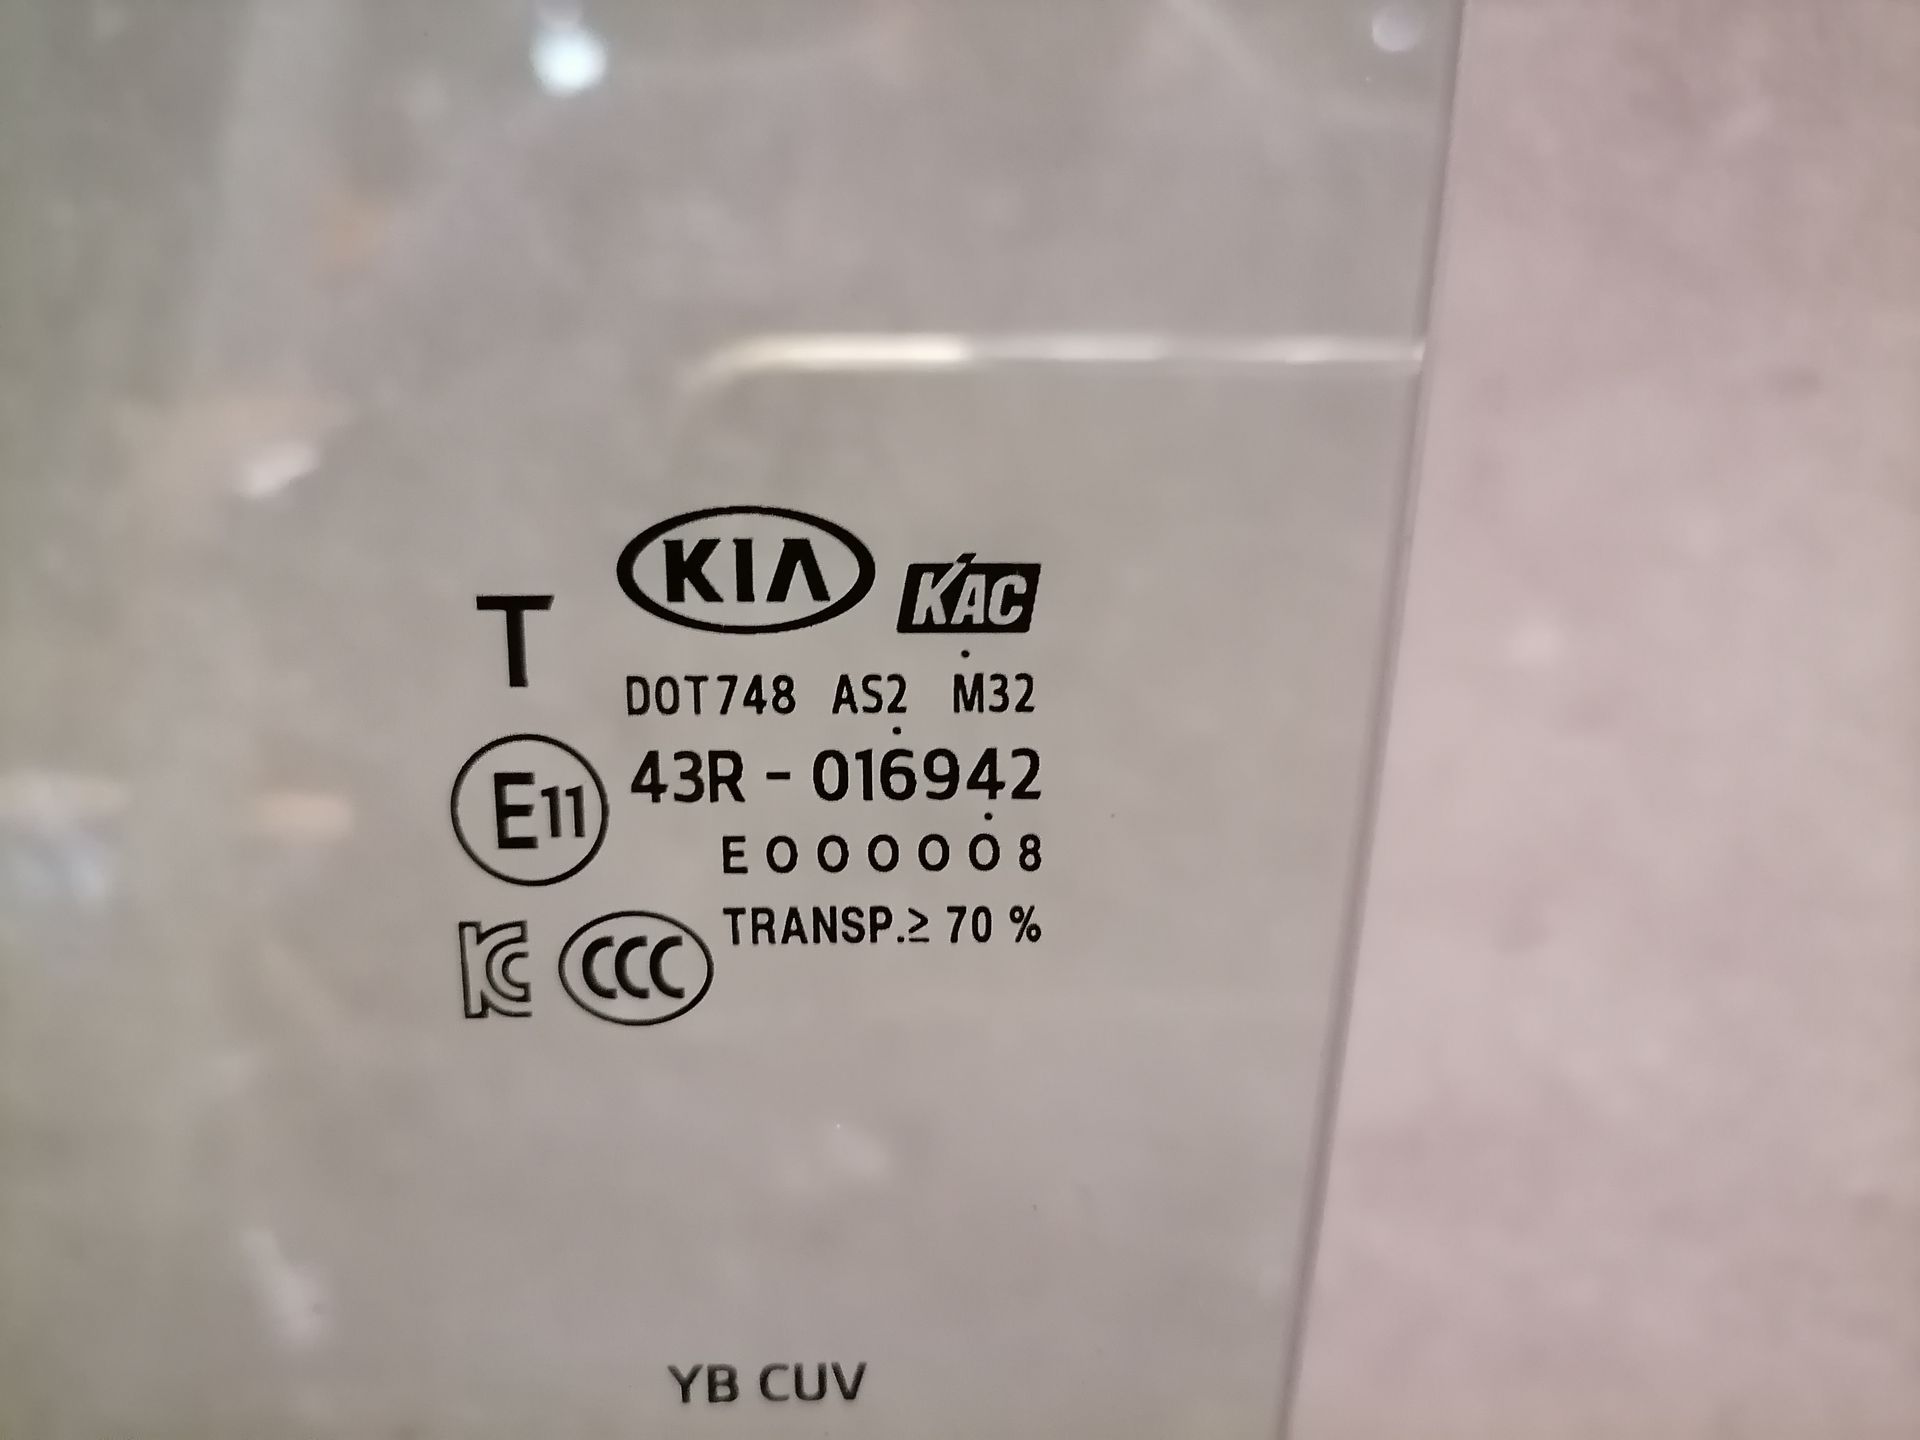 KIA KAC
T
DOT748 AS2 M32
E11 43R - 016942
E000008
KC CCC TRANSP.≥ 70 %
YB CUV